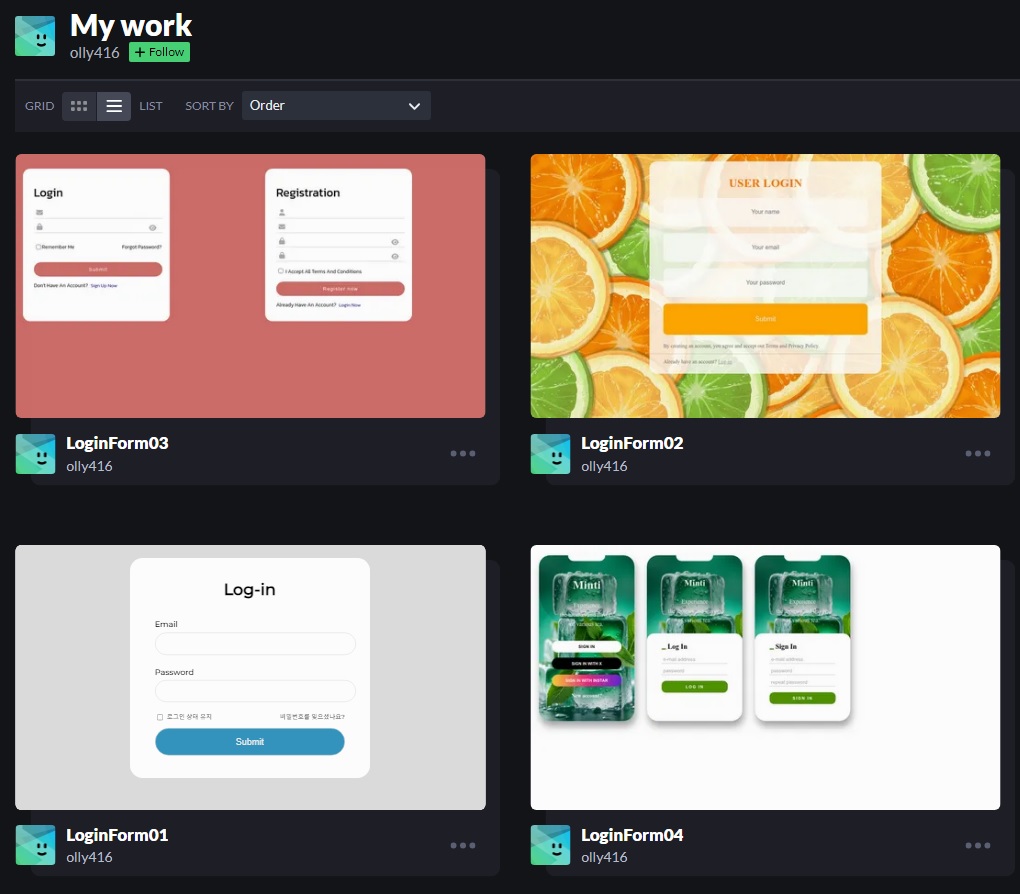 My work
olly416 + Follow
GRID LIST SORT BY Order
Login
Remember Me Forgot Password?
Submit
Don't Have An Account? Sign Up Now
Registration
I Accept All Terms And Conditions
Register now
Already Have An Account? Login Now
USER LOGIN
Your name
Your email
Your password
Submit
By creating an account, you agree and accept our Terms and Privacy Policy.
Already have an account? Log in
LoginForm03
olly416
LoginForm02
olly416
Log-in
Email
Password
로그인 상태 유지 비밀번호를 잊으셨나요?
Submit
Minti
SIGN IN
SIGN IN WITH X
SIGN IN WITH INSTAR
Minti
Log In
e-mail address
password
LOG IN
Minti
Sign In
e-mail address
password
repeat password
SIGN IN
LoginForm01
olly416
LoginForm04
olly416